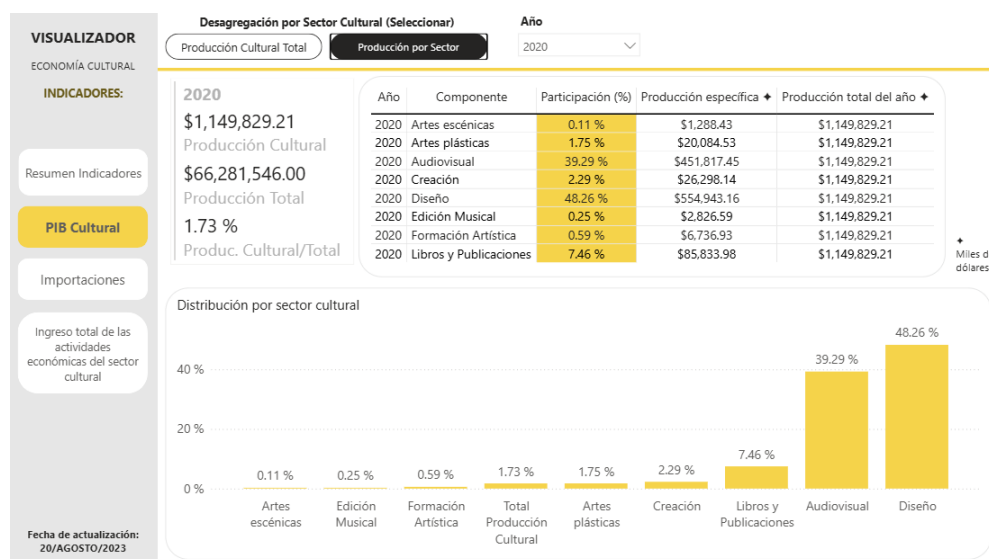 VISUALIZADOR
ECONOMÍA CULTURAL
INDICADORES:
Resumen Indicadores
PIB Cultural
Importaciones
Ingreso total de las
actividades
económicas del sector
cultural
Fecha de actualización:
20/AGOSTO/2023
Desagregación por Sector Cultural (Seleccionar)
Producción Cultural Total
Producción por Sector
Año
2020
2020
$1,149,829.21
Producción Cultural
$66,281,546.00
Producción Total
1.73 %
Produc. Cultural/Total
Año Componente Participación (%) Producción específica ✦ Producción total del año ✦
2020 Artes escénicas 0.11 % $1,288.43 $1,149,829.21
2020 Artes plásticas 1.75 % $20,084.53 $1,149,829.21
2020 Audiovisual 39.29 % $451,817.45 $1,149,829.21
2020 Creación 2.29 % $26,298.14 $1,149,829.21
2020 Diseño 48.26 % $554,943.16 $1,149,829.21
2020 Edición Musical 0.25 % $2,826.59 $1,149,829.21
2020 Formación Artística 0.59 % $6,736.93 $1,149,829.21
2020 Libros y Publicaciones 7.46 % $85,833.98 $1,149,829.21
✦
Miles d
dólares
Distribución por sector cultural
40 %
20 %
0 %
0.11 %
0.25 %
0.59 %
1.73 %
1.75 %
2.29 %
7.46 %
39.29 %
48.26 %
Artes
escénicas
Edición
Musical
Formación
Artística
Total
Producción
Cultural
Artes
plásticas
Creación
Libros y
Publicaciones
Audiovisual
Diseño